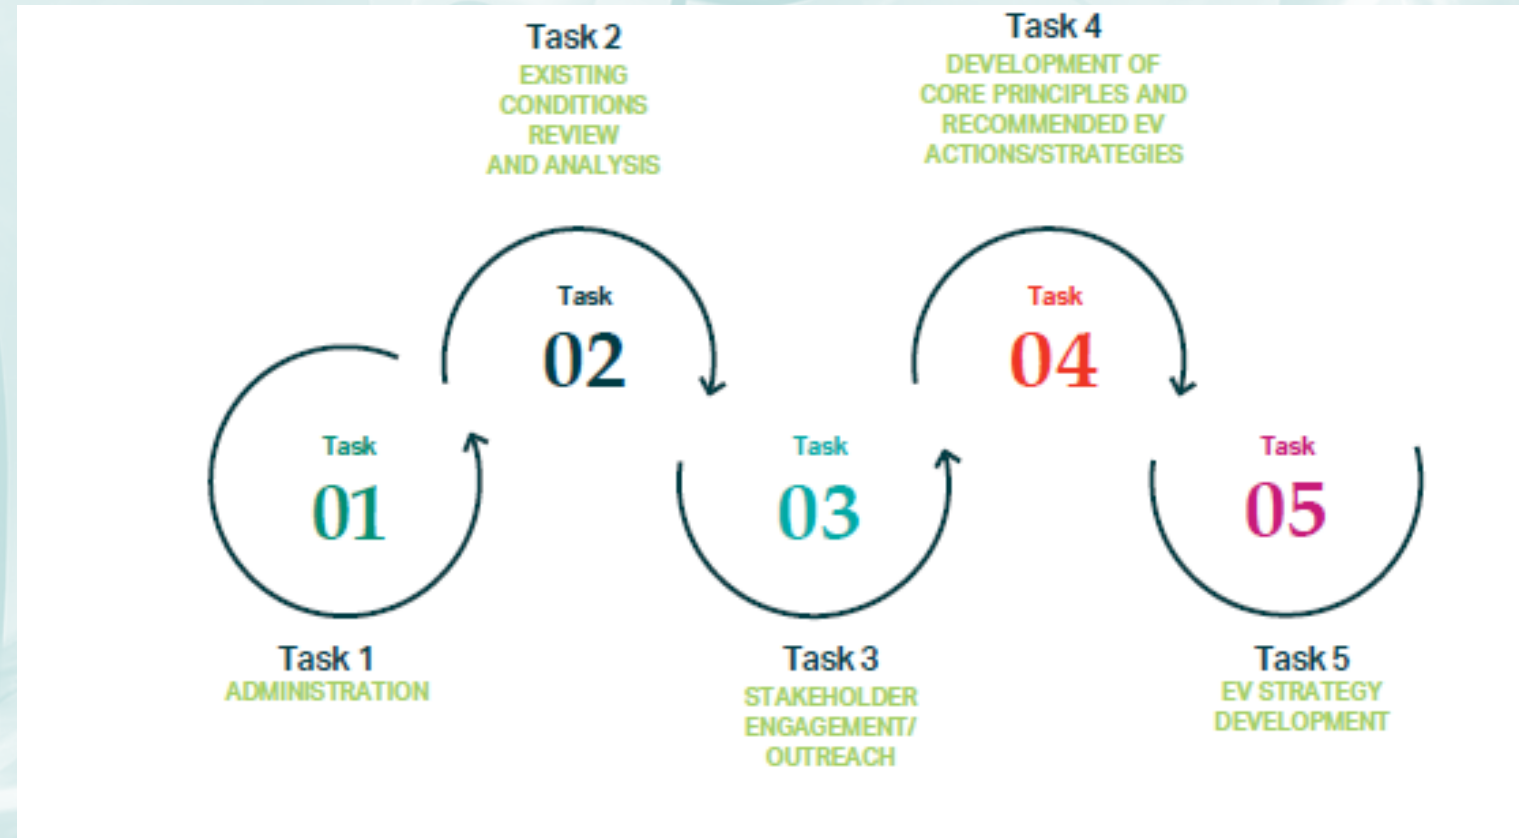 Task 2
EXISTING
CONDITIONS
REVIEW
AND ANALYSIS
Task 4
DEVELOPMENT OF
CORE PRINCIPLES AND
RECOMMENDED EV
ACTIONS/STRATEGIES
Task
01
Task
02
Task
03
Task
04
Task
05
Task 1
ADMINISTRATION
Task 3
STAKEHOLDER
ENGAGEMENT/
OUTREACH
Task 5
EV STRATEGY
DEVELOPMENT